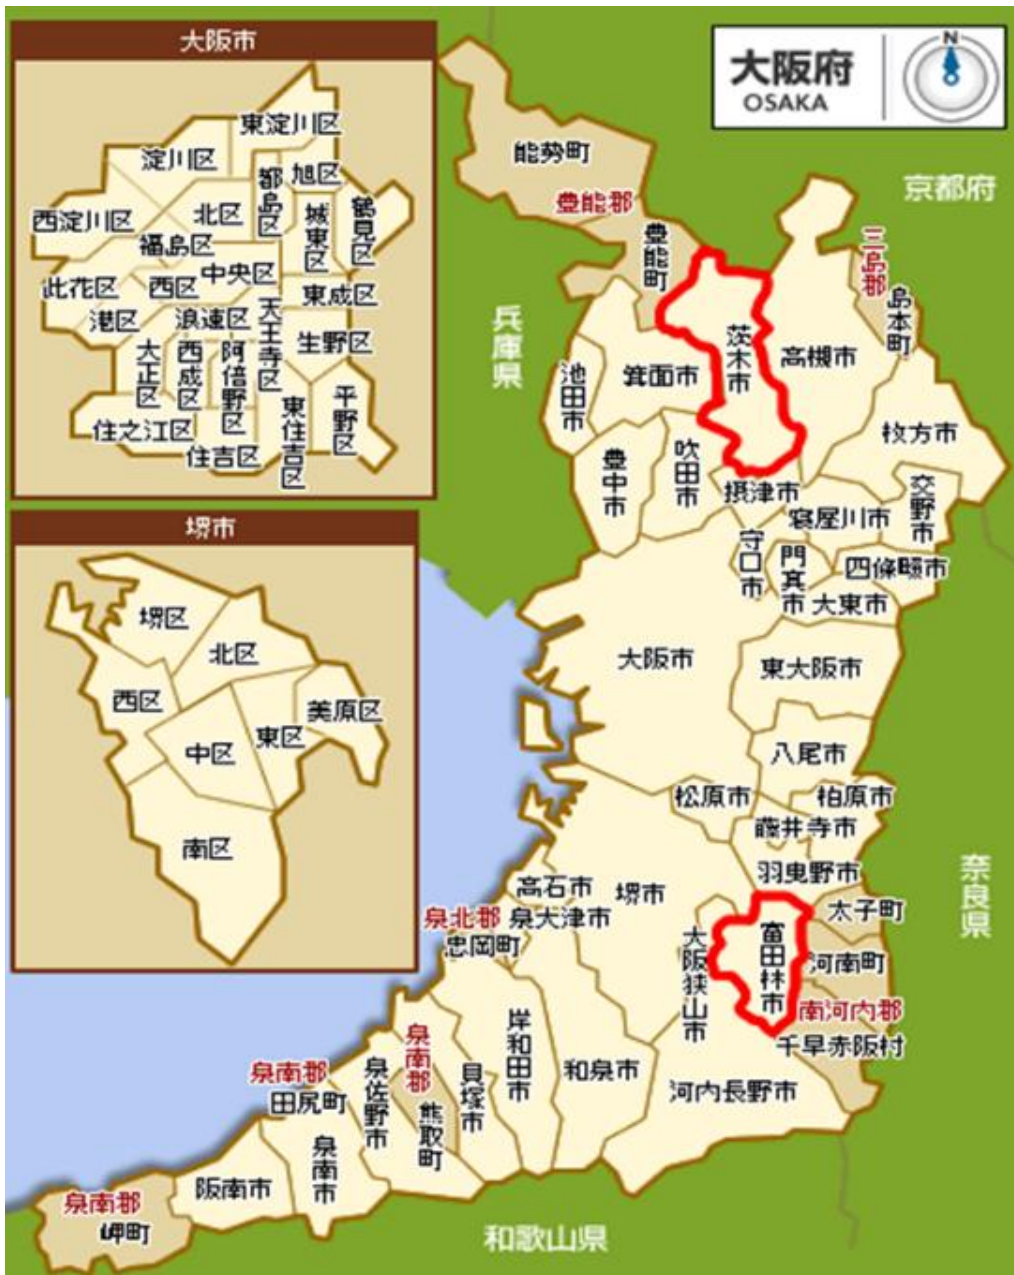 大阪市
東淀川区
淀川区
都島区
旭区
西淀川区
北区
城東区
鶴見区
福島区
中央区
此花区
西区
東成区
港区
浪速区
天王寺区
生野区
大正区
西成区
阿倍野区
東住吉区
平野区
住之江区
住吉区
堺市
堺区
北区
西区
美原区
東区
中区
南区
大阪府
OSAKA
N
京都府
兵庫県
奈良県
和歌山県
能勢町
豊能郡
豊能町
三島郡
島本町
茨木市
高槻市
箕面市
池田市
枚方市
豊中市
吹田市
摂津市
交野市
寝屋川市
守口市
門真市
四條畷市
大東市
大阪市
東大阪市
八尾市
松原市
柏原市
藤井寺市
羽曳野市
高石市
堺市
太子町
泉北郡
泉大津市
忠岡町
大阪狭山市
富田林市
河南町
南河内郡
千早赤阪村
岸和田市
和泉市
河内長野市
泉南郡
貝塚市
熊取町
泉佐野市
泉南郡
田尻町
泉南市
阪南市
泉南郡
岬町